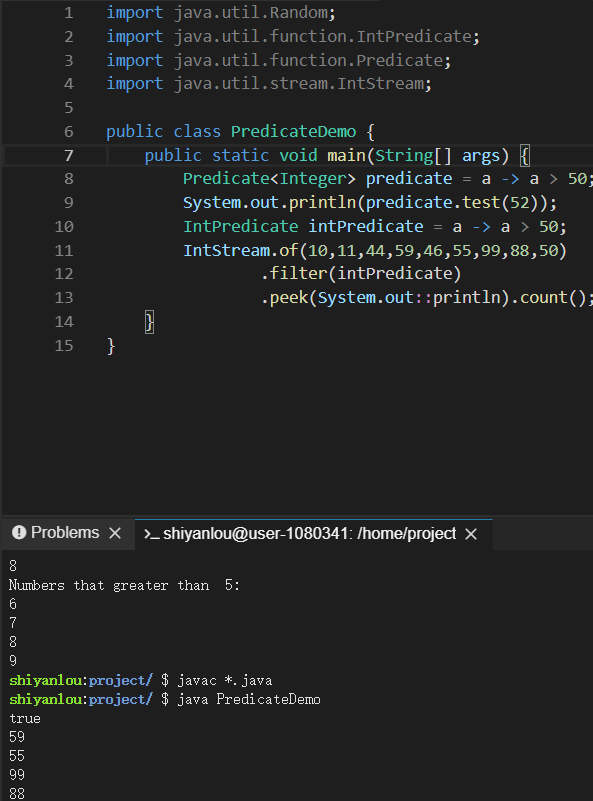 1 import java.util.Random;
2 import java.util.function.IntPredicate;
3 import java.util.function.Predicate;
4 import java.util.stream.IntStream;
5
6 public class PredicateDemo {
7 public static void main(String[] args) {
8 Predicate<Integer> predicate = a -> a > 50;
9 System.out.println(predicate.test(52));
10 IntPredicate intPredicate = a -> a > 50;
11 IntStream.of(10,11,44,59,46,55,99,88,50)
12 .filter(intPredicate)
13 .peek(System.out::println).count();
14 }
15 }
Problems × >_ shiyanlou@user-1080341: /home/project ×
8
Numbers that greater than  5:
6
7
8
9
shiyanlou:project/ $ javac *.java
shiyanlou:project/ $ java PredicateDemo
true
59
55
99
88